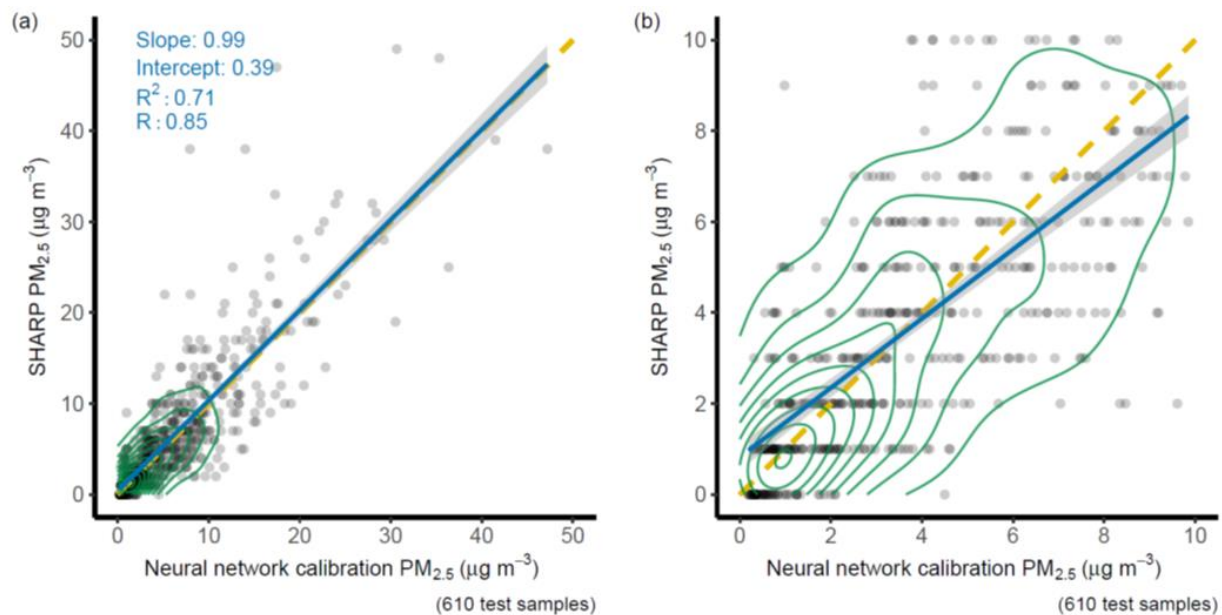 (a)
Slope: 0.99
Intercept: 0.39
R²: 0.71
R: 0.85
SHARP PM₂.₅ (µg m⁻³)
50
40
30
20
10
0
0 10 20 30 40 50
Neural network calibration PM₂.₅ (µg m⁻³)
(610 test samples)
(b)
SHARP PM₂.₅ (µg m⁻³)
10
8
6
4
2
0
0 2 4 6 8 10
Neural network calibration PM₂.₅ (µg m⁻³)
(610 test samples)